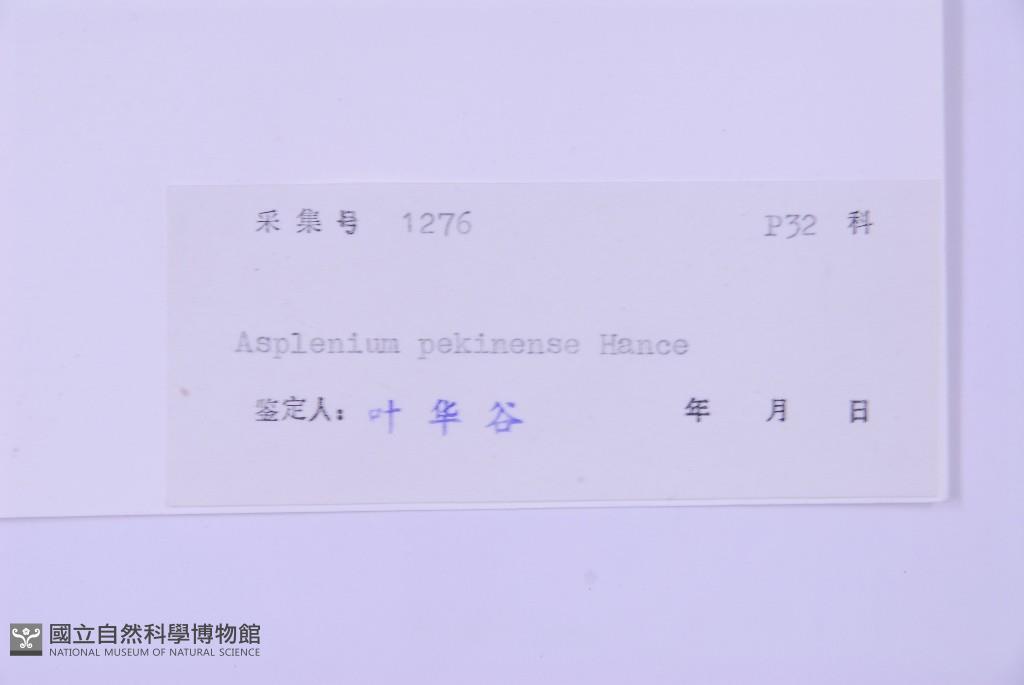 采集号 1276 P32 科
Asplenium pekinense Hance
鉴定人: 叶华谷 年 月 日
國立自然科學博物館
NATIONAL MUSEUM OF NATURAL SCIENCE